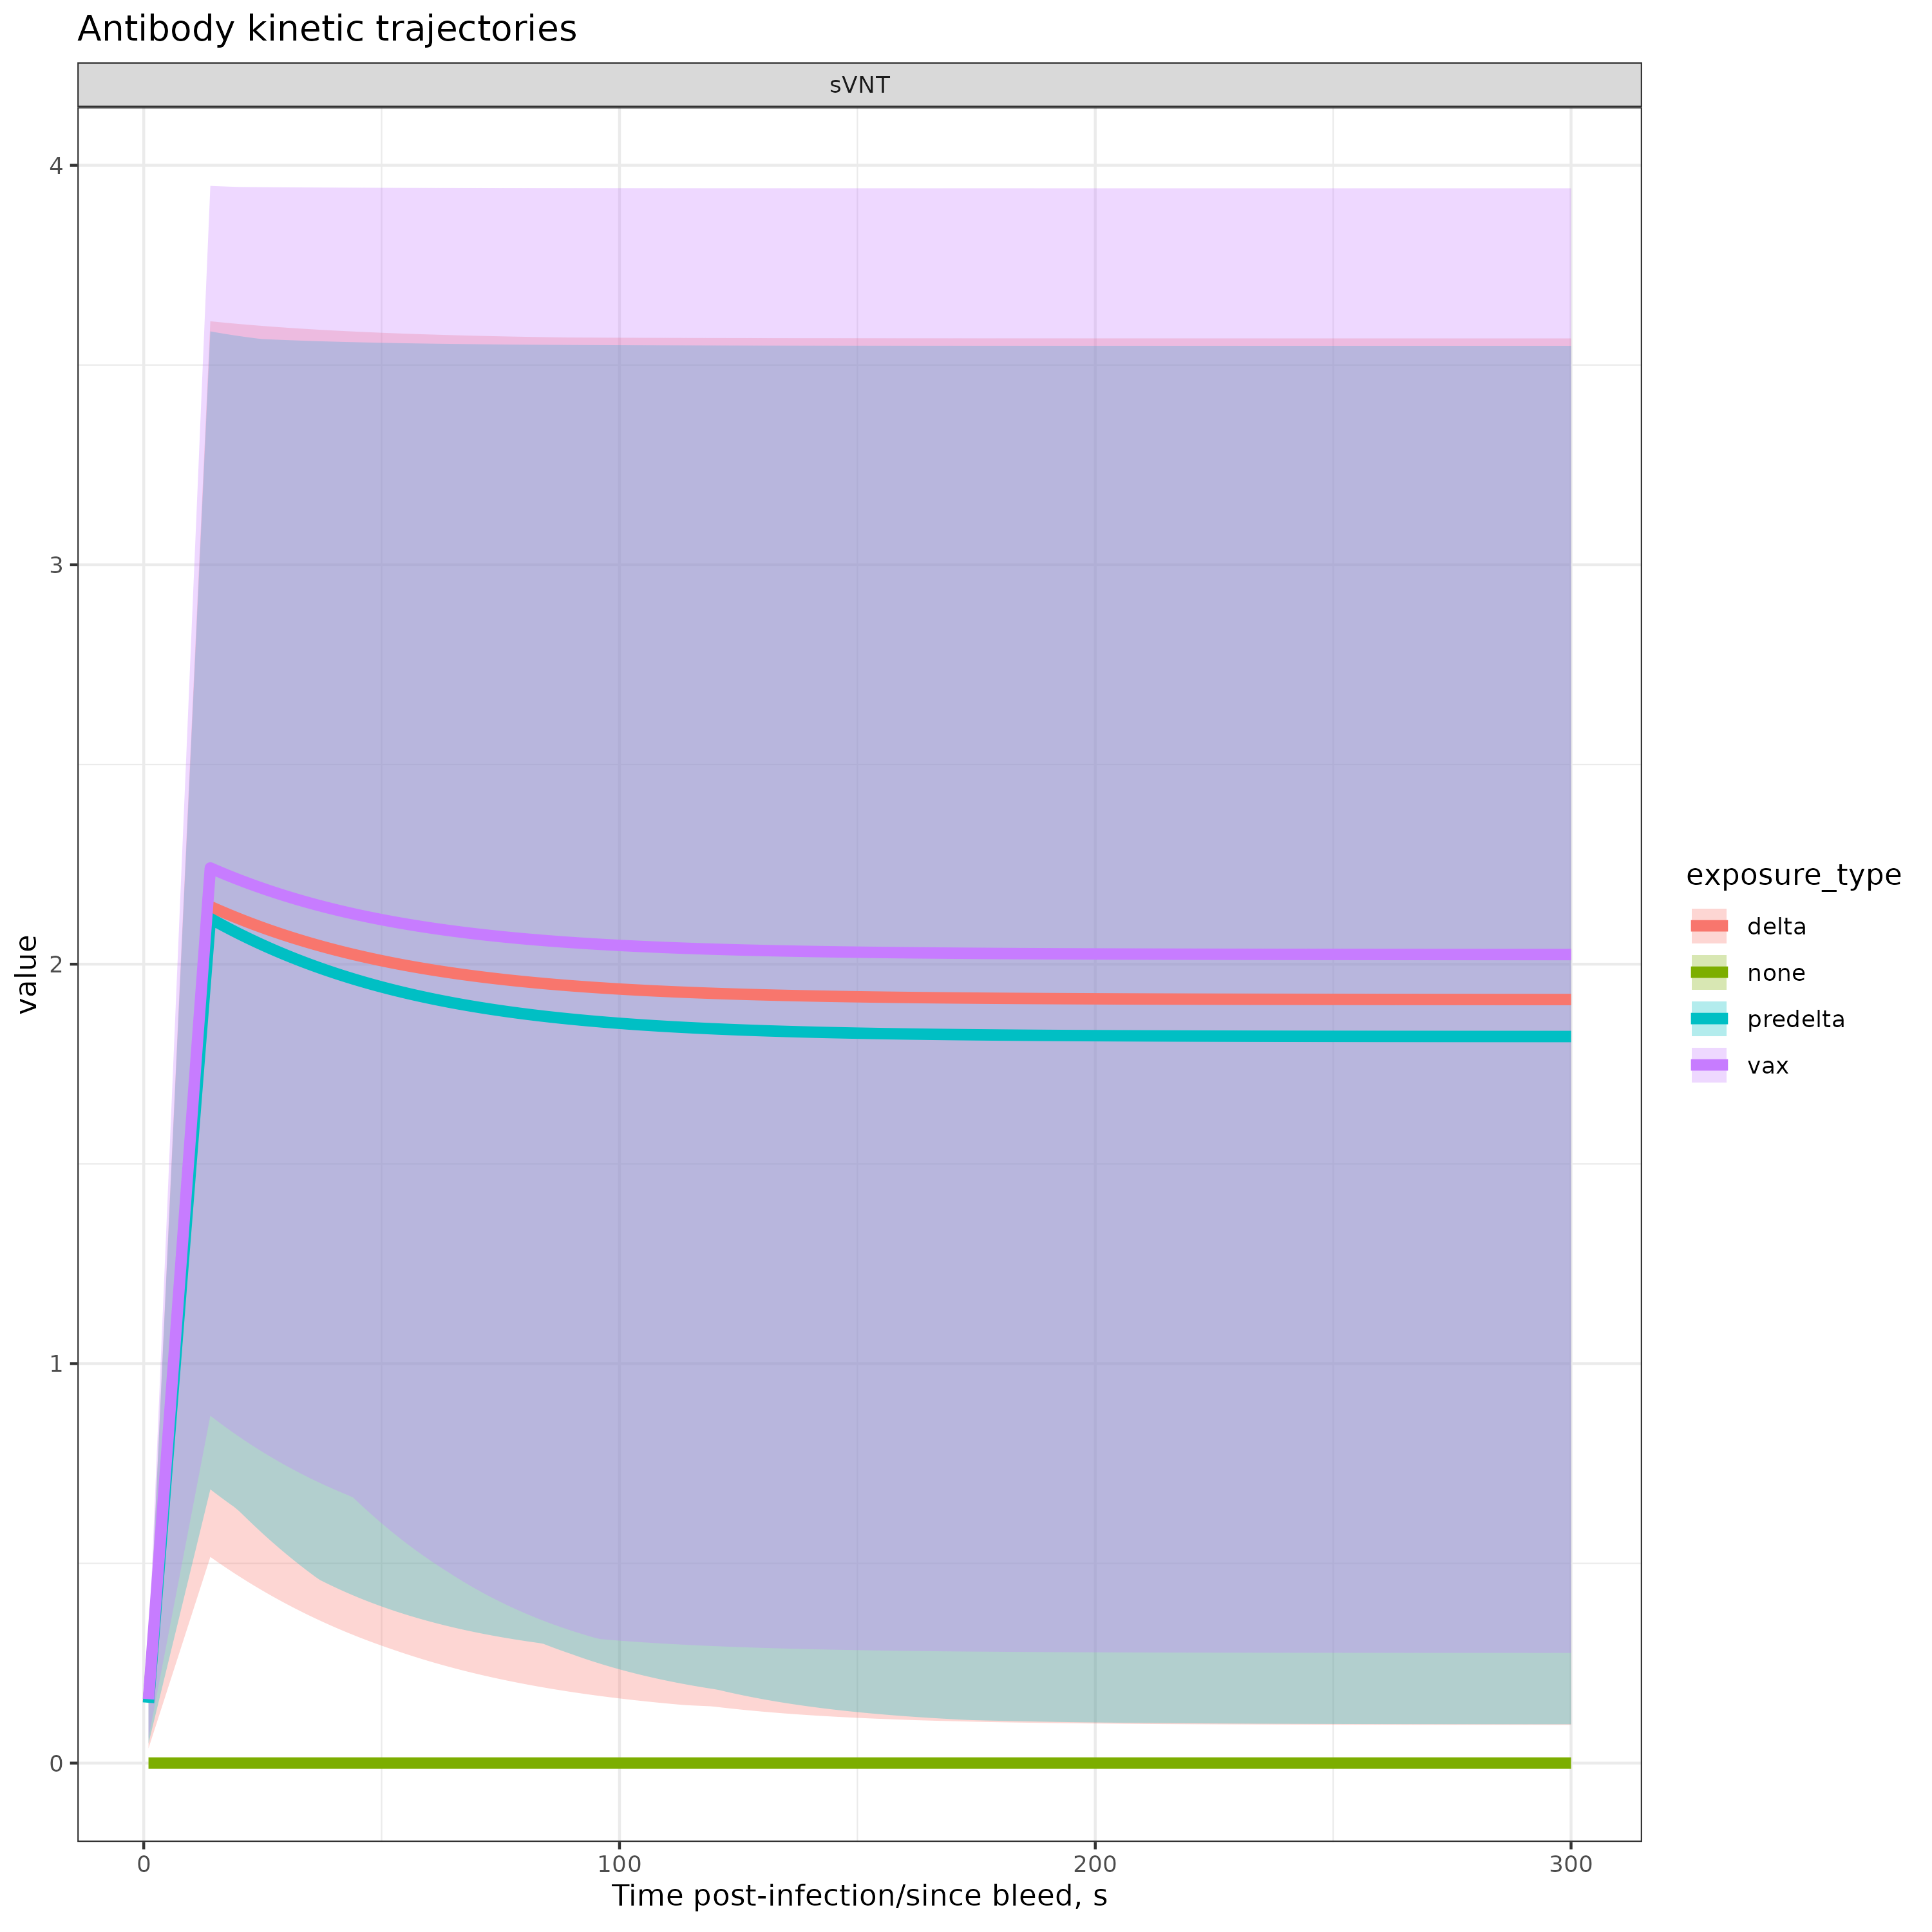 Antibody kinetic trajectories
sVNT
4
3
2
1
0
value
0 100 200 300
Time post-infection/since bleed, s
exposure_type
delta
none
predelta
vax